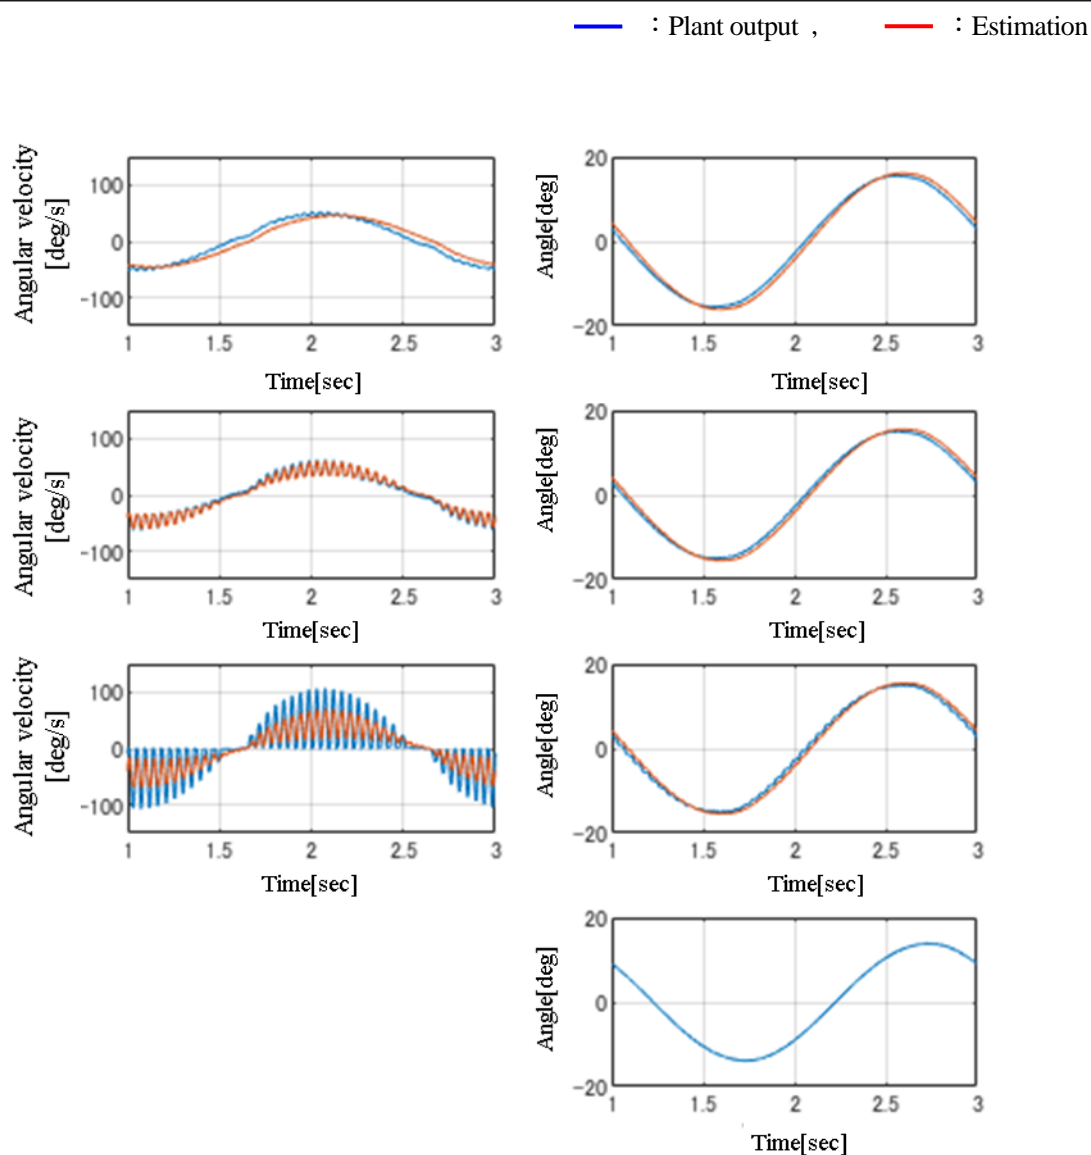 ：Plant output ,
：Estimation
Angular velocity
[deg/s]
100
0
-100
1 1.5 2 2.5 3
Time[sec]
Angle[deg]
20
0
-20
1 1.5 2 2.5 3
Time[sec]
Angular velocity
[deg/s]
100
0
-100
1 1.5 2 2.5 3
Time[sec]
Angle[deg]
20
0
-20
1 1.5 2 2.5 3
Time[sec]
Angular velocity
[deg/s]
100
0
-100
1 1.5 2 2.5 3
Time[sec]
Angle[deg]
20
0
-20
1 1.5 2 2.5 3
Time[sec]
Angle[deg]
20
0
-20
1 1.5 2 2.5 3
Time[sec]